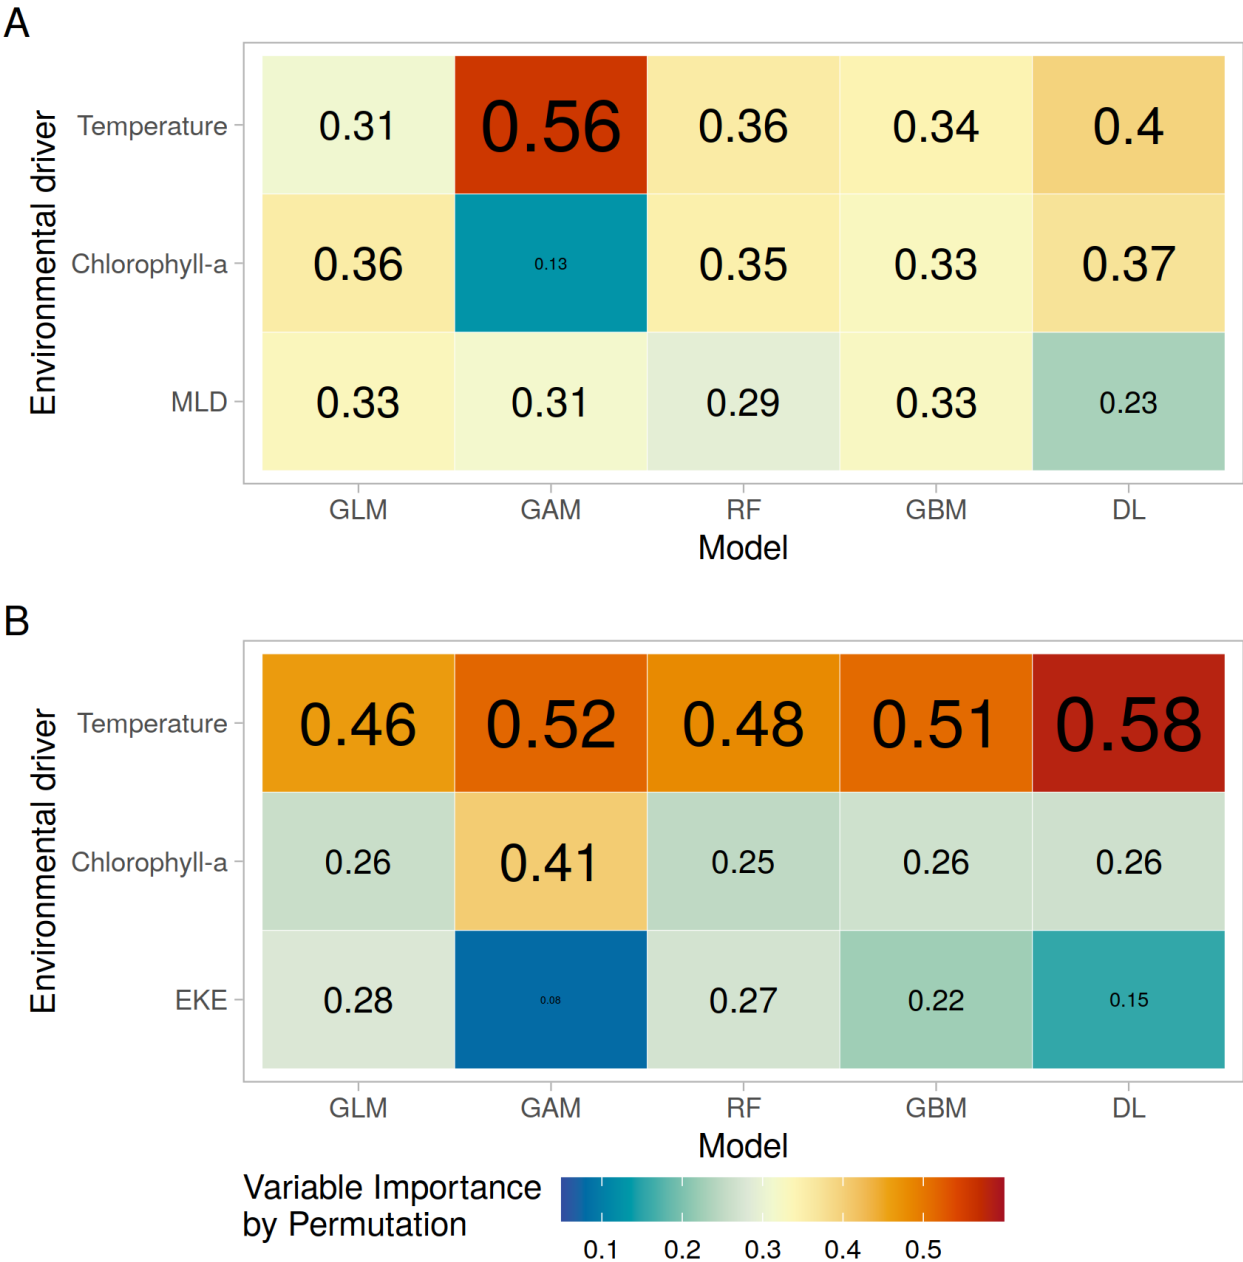 A
Environmental driver
Temperature
0.31 0.56 0.36 0.34 0.4
Chlorophyll-a
0.36 0.13 0.35 0.33 0.37
MLD
0.33 0.31 0.29 0.33 0.23
GLM GAM RF GBM DL
Model
B
Environmental driver
Temperature
0.46 0.52 0.48 0.51 0.58
Chlorophyll-a
0.26 0.41 0.25 0.26 0.26
EKE
0.28 0.08 0.27 0.22 0.15
GLM GAM RF GBM DL
Model
Variable Importance
by Permutation
0.1 0.2 0.3 0.4 0.5